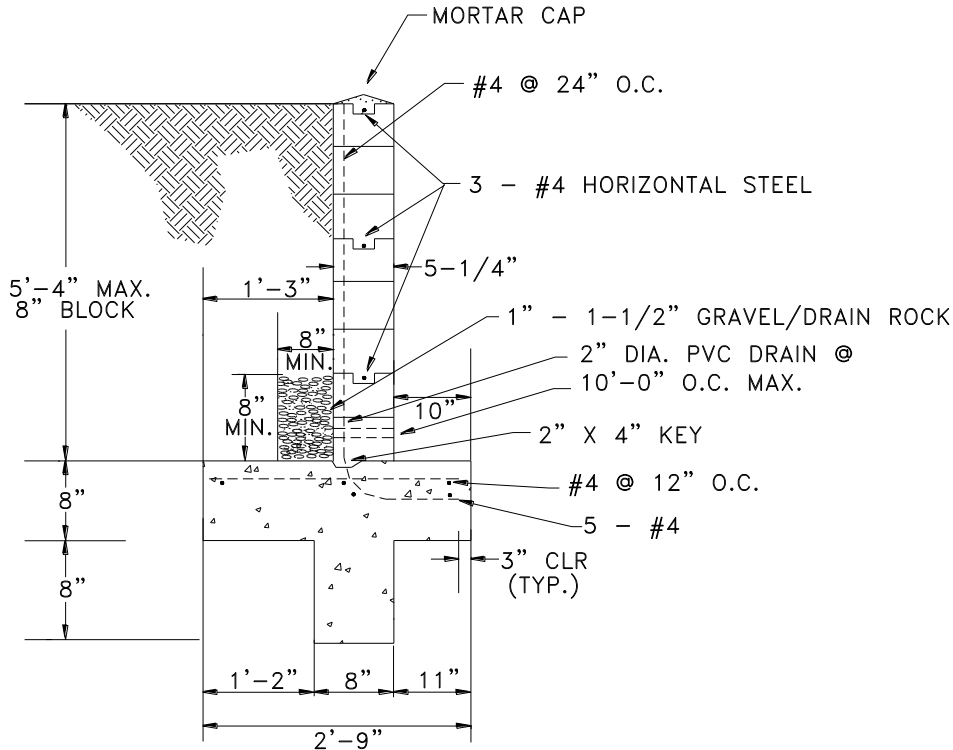 MORTAR CAP
#4 @ 24” O.C.
3 - #4 HORIZONTAL STEEL
5’-4” MAX.
8” BLOCK
1’-3”
5-1/4”
1” - 1-1/2” GRAVEL/DRAIN ROCK
8”
MIN.
2” DIA. PVC DRAIN @
10’-0” O.C. MAX.
8”
MIN.
10”
2” X 4” KEY
8”
#4 @ 12” O.C.
5 - #4
8”
3” CLR
(TYP.)
1’-2”
8”
11”
2’-9”